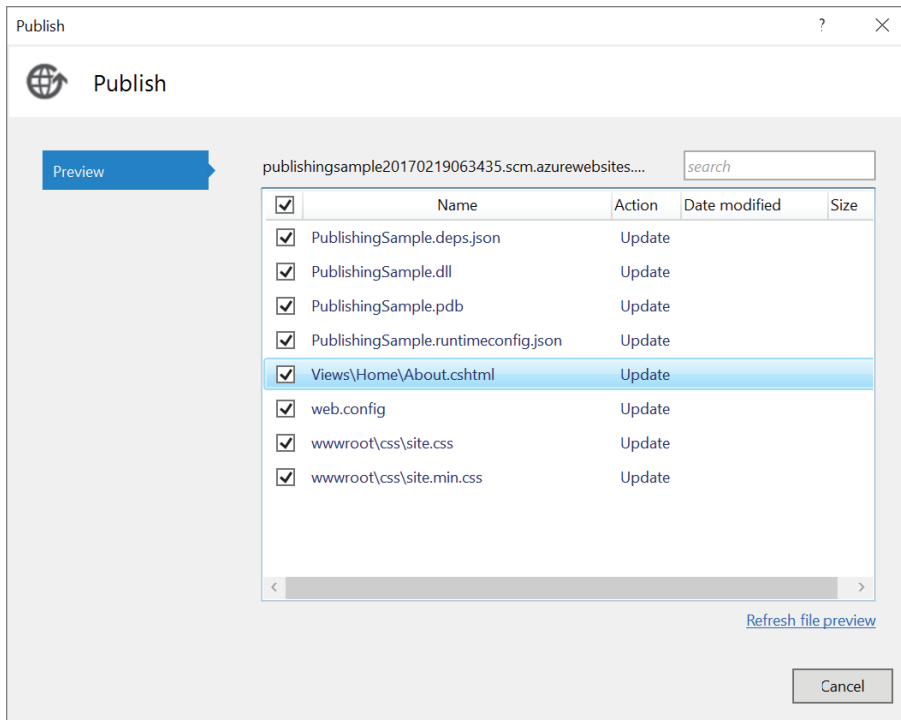 Publish
?
Publish
Preview
publishingsample20170219063435.scm.azurewebsites....
search
Name Action Date modified Size
PublishingSample.deps.json Update
PublishingSample.dll Update
PublishingSample.pdb Update
PublishingSample.runtimeconfig.json Update
Views\Home\About.cshtml Update
web.config Update
wwwroot\css\site.css Update
wwwroot\css\site.min.css Update
Refresh file preview
Cancel